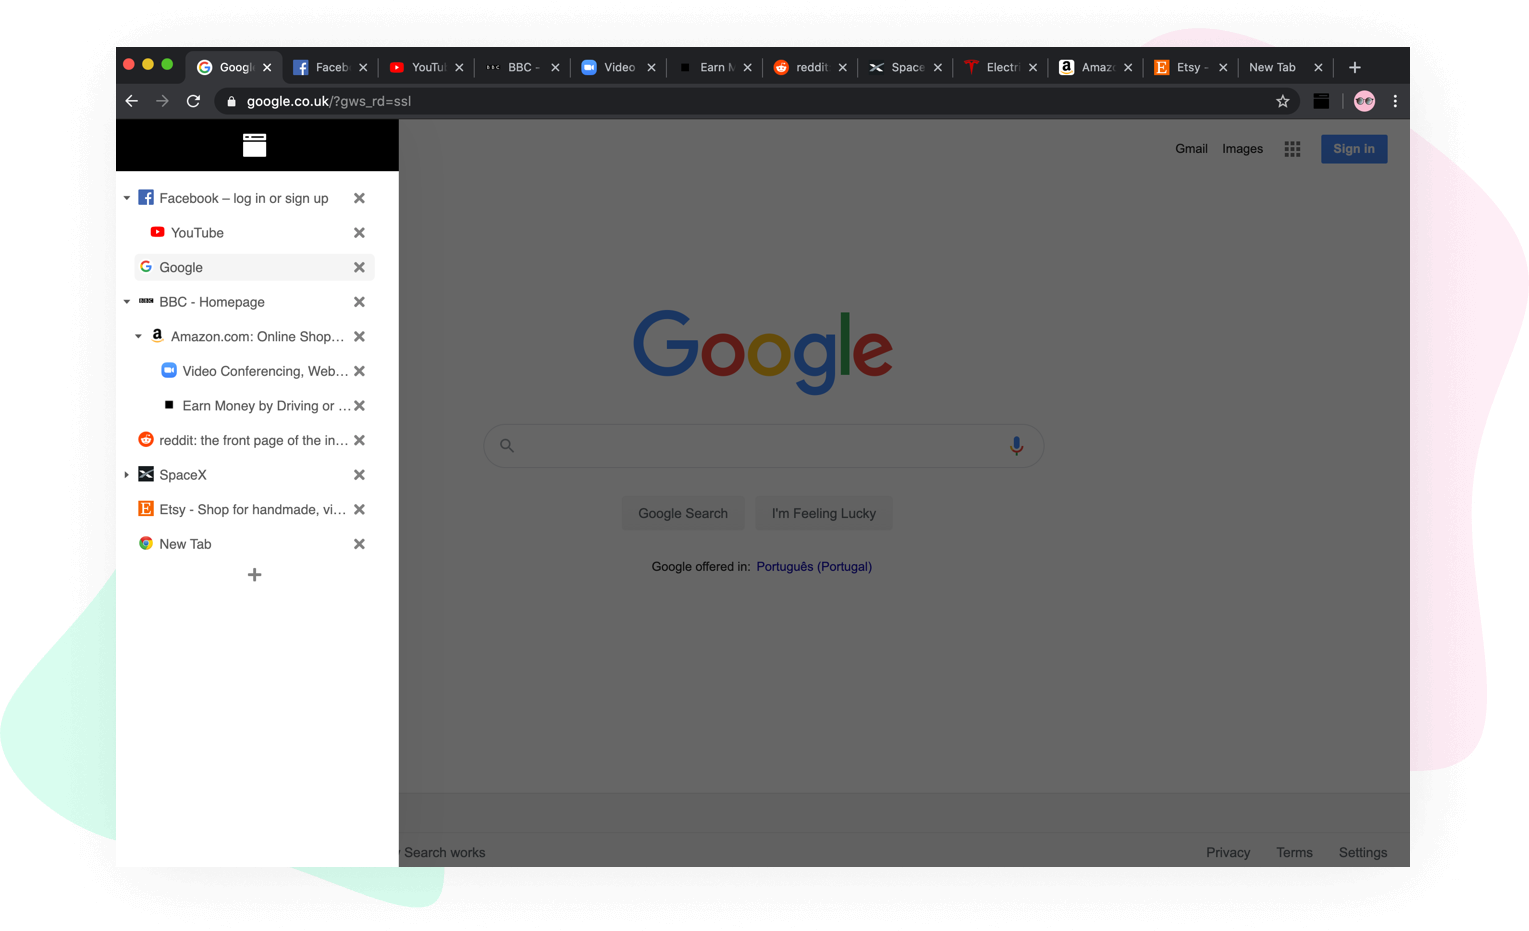 Googl Faceb YouTu BBC - Video Earn M reddit: Space Electri Amazo Etsy - New Tab
google.co.uk/?gws_rd=ssl
Gmail Images Sign in
Facebook – log in or sign up
YouTube
Google
BBC - Homepage
Amazon.com: Online Shop...
Video Conferencing, Web...
Earn Money by Driving or ...
reddit: the front page of the in...
SpaceX
Etsy - Shop for handmade, vi...
New Tab
Google
Google Search I'm Feeling Lucky
Google offered in: Português (Portugal)
Search works Privacy Terms Settings